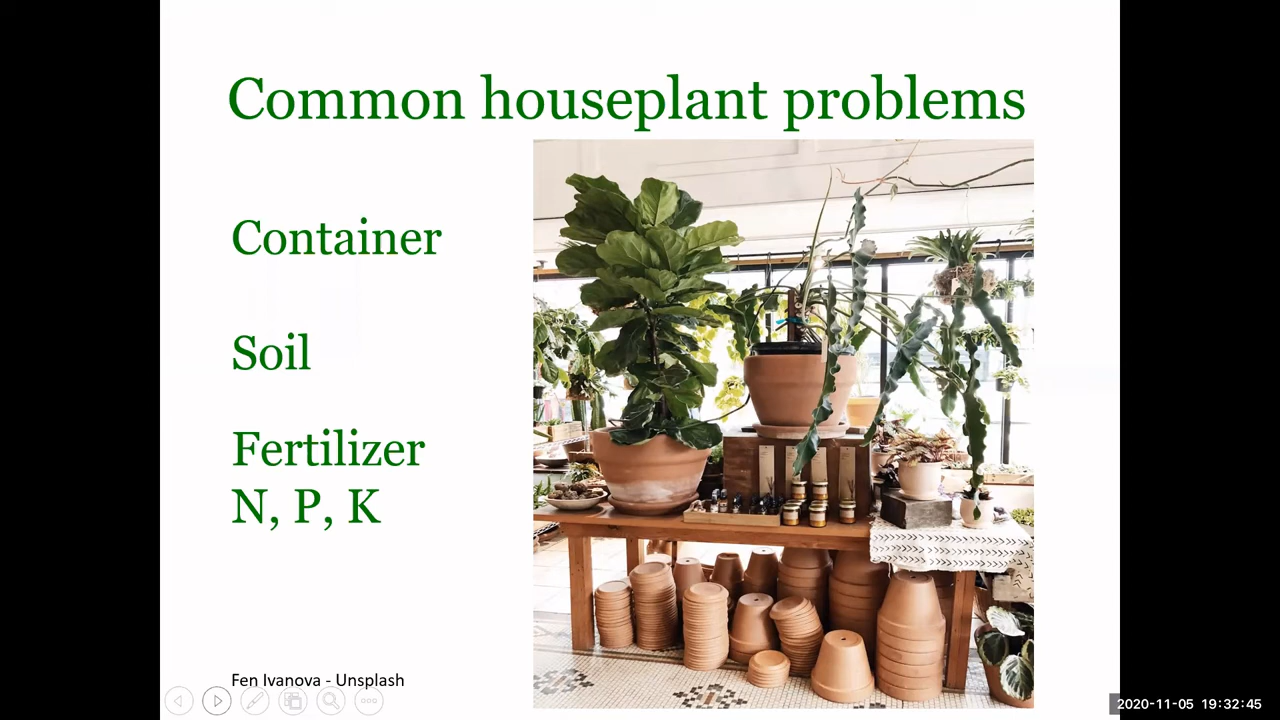 Common houseplant problems
Container
Soil
Fertilizer
N, P, K
Fen Ivanova - Unsplash
2020-11-05 19:32:45